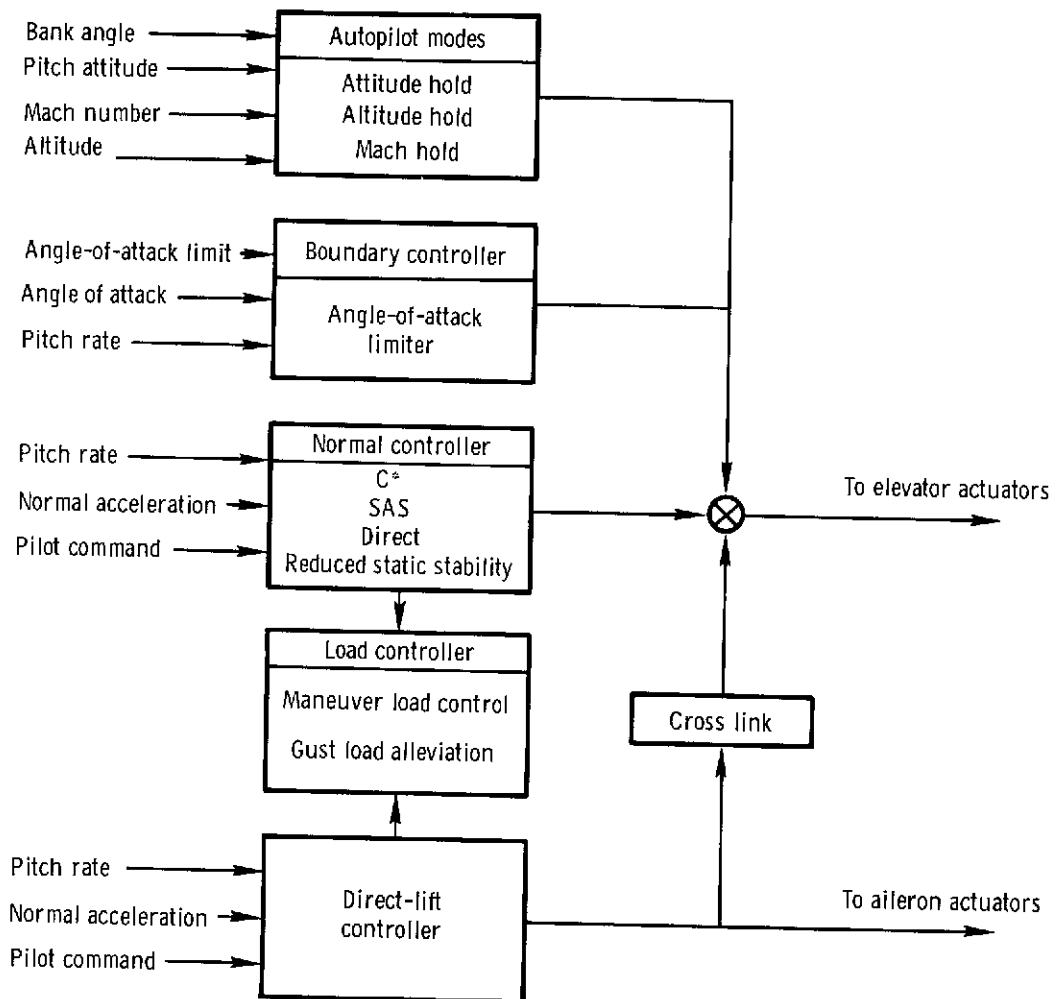 Bank angle
Pitch attitude
Mach number
Altitude
Autopilot modes
Attitude hold
Altitude hold
Mach hold
Angle-of-attack limit
Angle of attack
Pitch rate
Boundary controller
Angle-of-attack
limiter
Pitch rate
Normal acceleration
Pilot command
Normal controller
C*
SAS
Direct
Reduced static stability
To elevator actuators
Load controller
Maneuver load control
Gust load alleviation
Cross link
Pitch rate
Normal acceleration
Pilot command
Direct-lift
controller
To aileron actuators